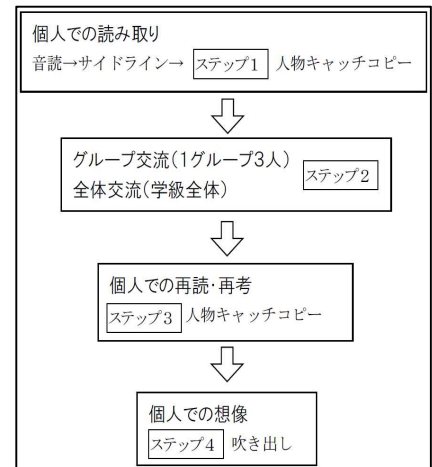 個人での読み取り
音読→サイドライン→ ステップ1 人物キャッチコピー
グループ交流(1グループ3人)
全体交流(学級全体)
ステップ2
個人での再読・再考
ステップ3 人物キャッチコピー
個人での想像
ステップ4 吹き出し